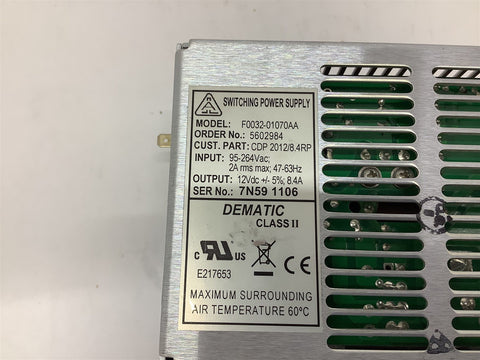 SWITCHING POWER SUPPLY
MODEL: F0032-01070AA
ORDER No.: 5602984
CUST. PART: CDP 2012/8.4RP
INPUT: 95-264Vac;
2A rms max; 47-63Hz
OUTPUT: 12Vdc +/- 5%; 8.4A
SER No.: 7N59 1106
DEMATIC
CLASS II
c RU us
CE
E217653
MAXIMUM SURROUNDING
AIR TEMPERATURE 60ºC